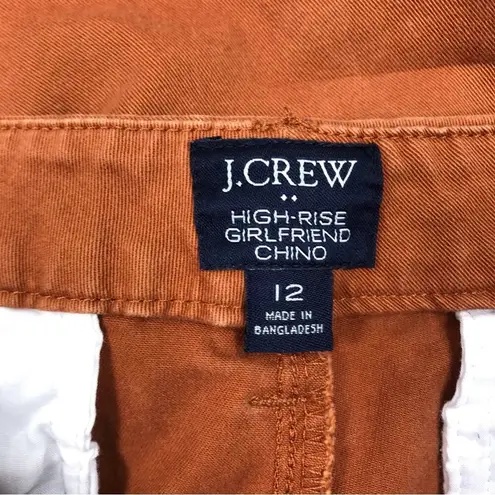 J.CREW
HIGH-RISE
GIRLFRIEND
CHINO
12
MADE IN
BANGLADESH